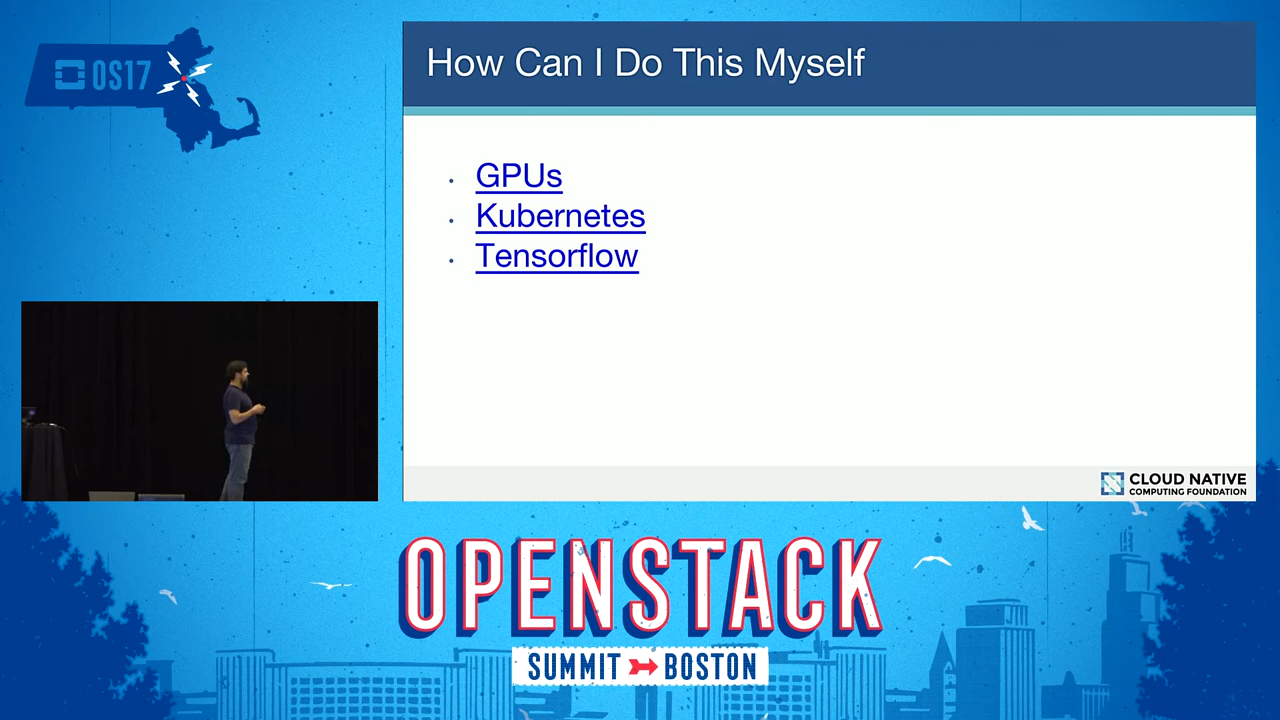 OS17
How Can I Do This Myself
GPUs
Kubernetes
Tensorflow
CLOUD NATIVE
COMPUTING FOUNDATION
OPENSTACK
SUMMIT BOSTON